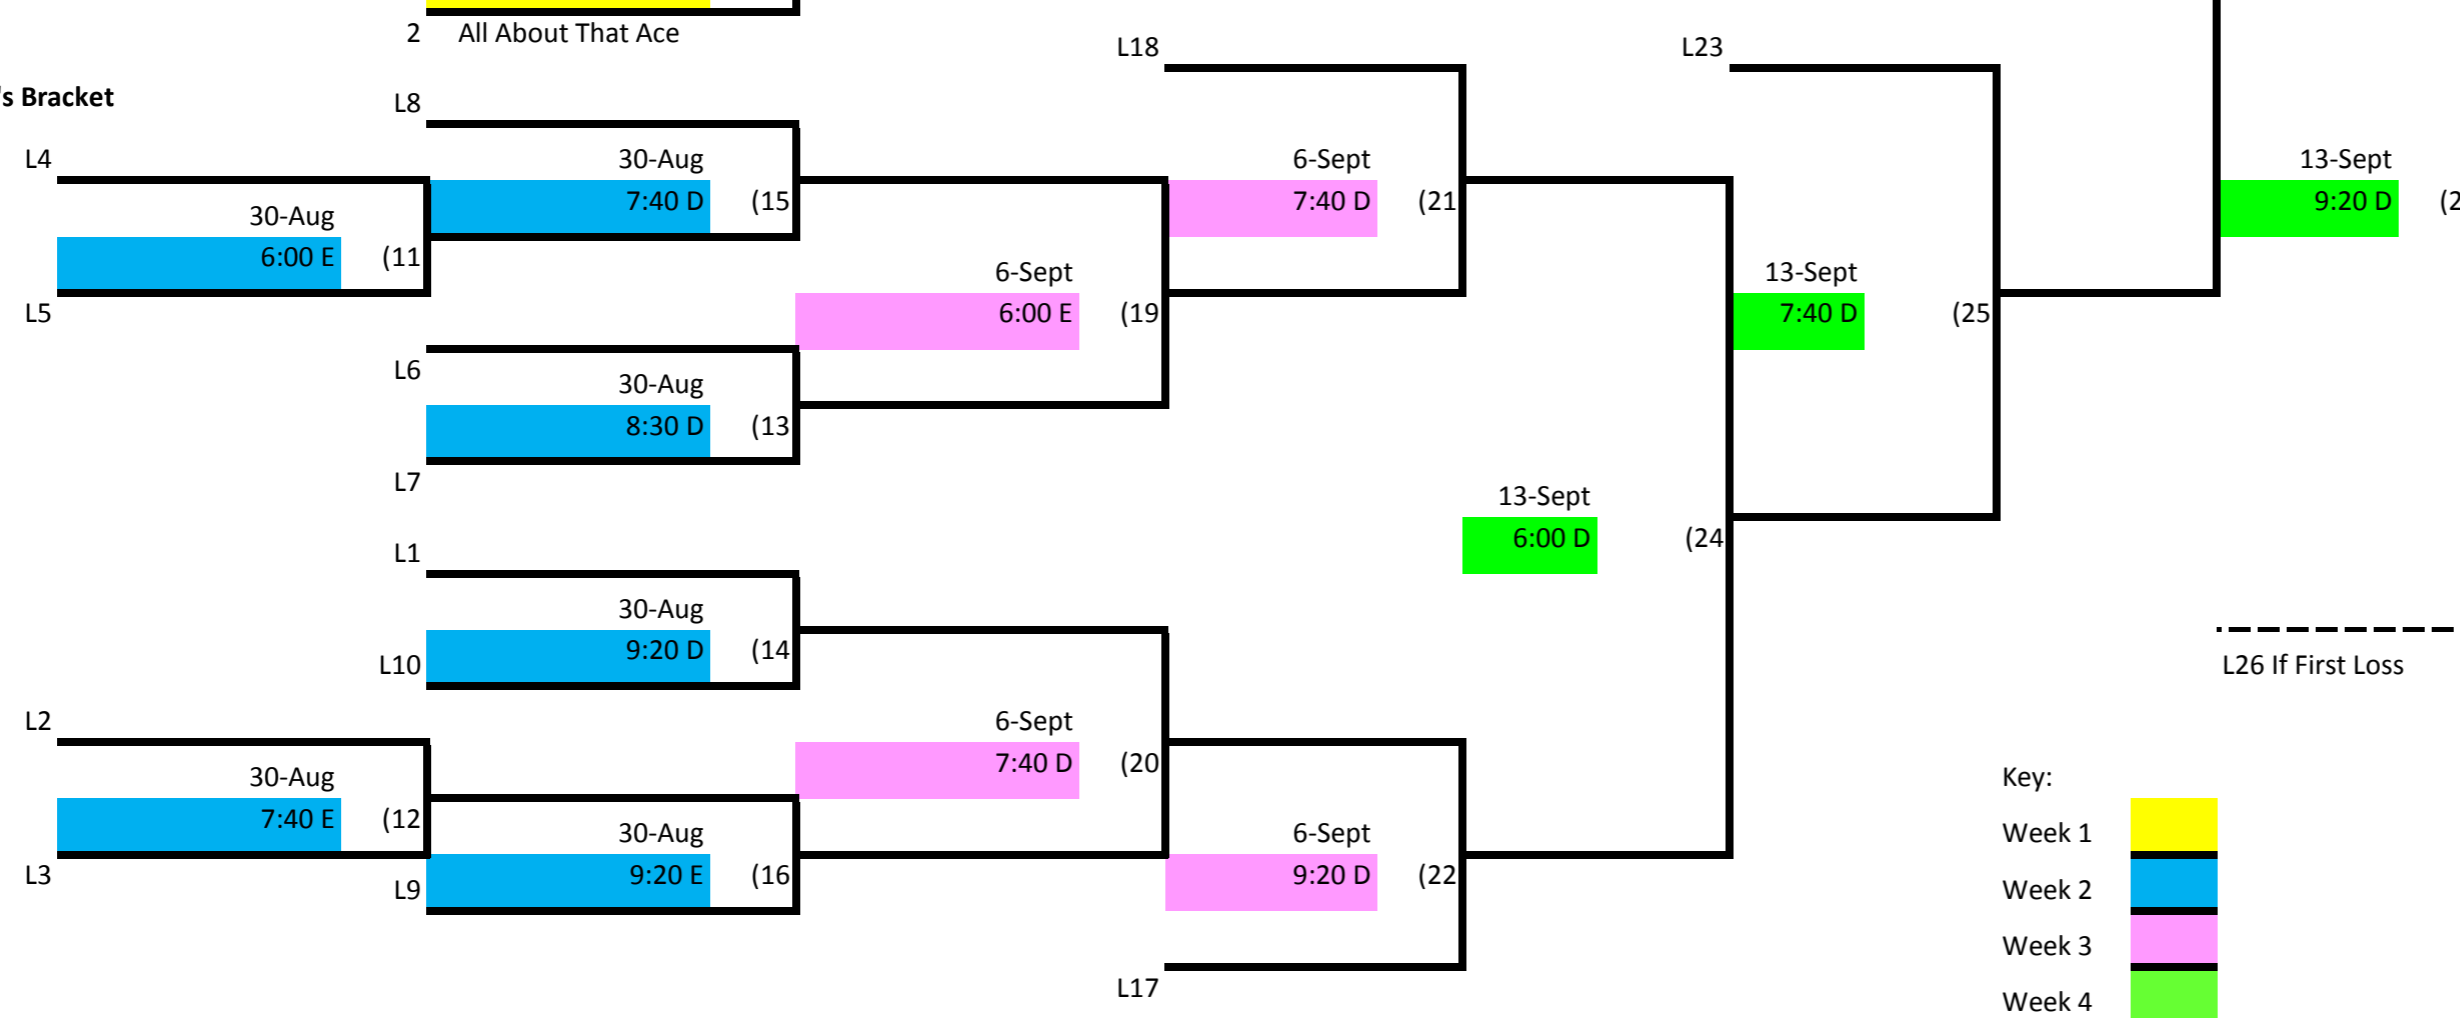 2 All About That Ace
L18
L23
's Bracket
L8
L4
30-Aug
6-Sept
13-Sept
7:40 D (15
7:40 D (21
9:20 D (2
30-Aug
6:00 E (11
6-Sept
13-Sept
L5
6:00 E (19
7:40 D (25
L6
30-Aug
8:30 D (13
L7
13-Sept
6:00 D (24
L1
30-Aug
9:20 D (14
L10
L26 If First Loss
L2
6-Sept
30-Aug
7:40 D (20
Key:
7:40 E (12
30-Aug
6-Sept
Week 1
L3
9:20 E (16
9:20 D (22
L9
Week 2
Week 3
L17
Week 4